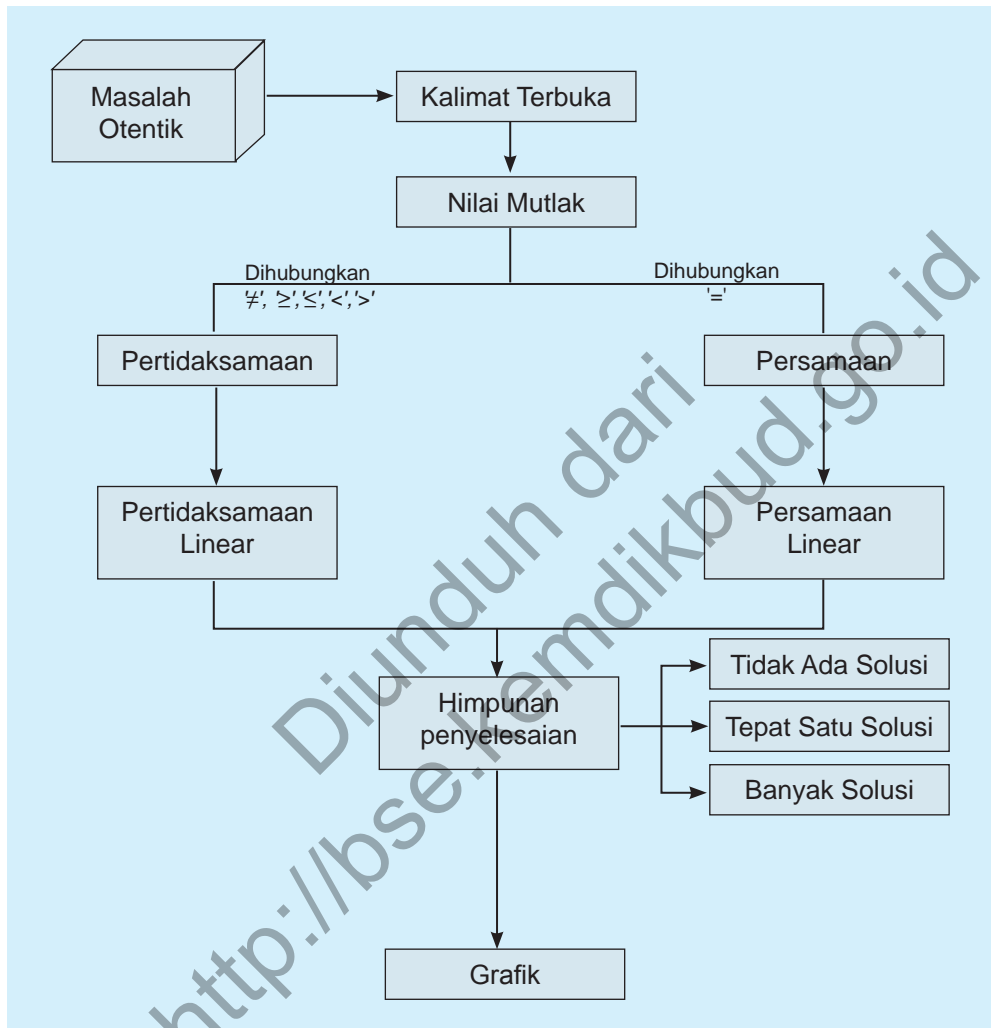 Masalah
Otentik
Kalimat Terbuka
Nilai Mutlak
Dihubungkan
'≠', '≥','≤','<','>'
Dihubungkan
'='
Pertidaksamaan
Persamaan
Pertidaksamaan
Linear
Persamaan
Linear
Himpunan
penyelesaian
Tidak Ada Solusi
Tepat Satu Solusi
Banyak Solusi
Grafik
Diunduh dari
http://bse.kemdikbud.go.id